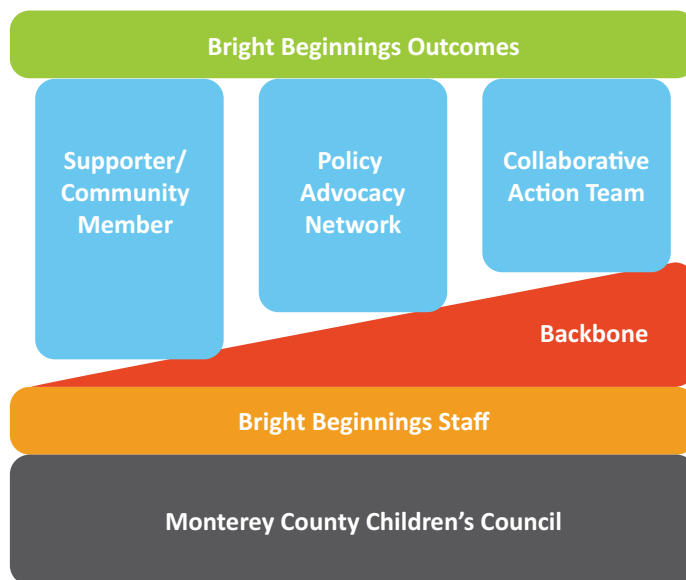 Bright Beginnings Outcomes
Supporter/
Community
Member
Policy
Advocacy
Network
Collaborative
Action Team
Backbone
Bright Beginnings Staff
Monterey County Children’s Council